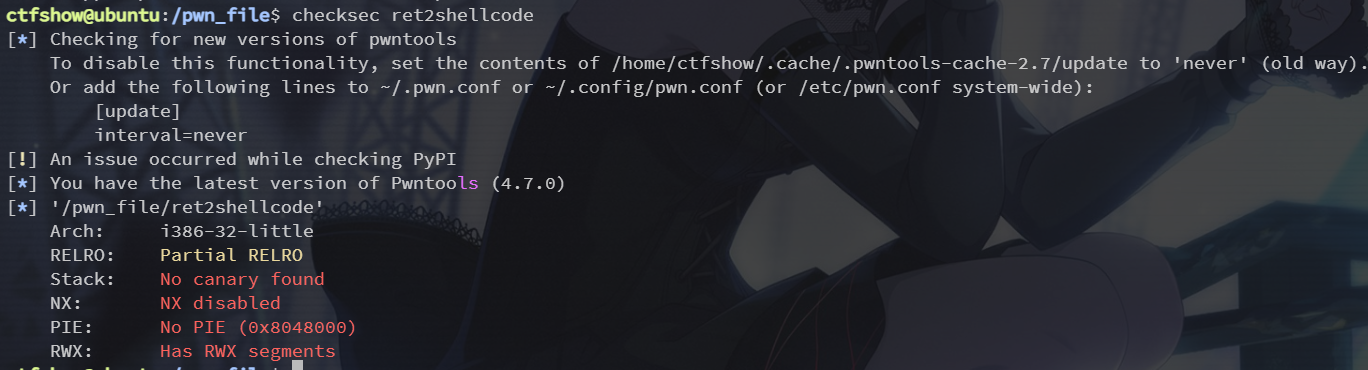 ctfshow@ubuntu:/pwn_file$ checksec ret2shellcode
[*] Checking for new versions of pwntools
    To disable this functionality, set the contents of /home/ctfshow/.cache/.pwntools-cache-2.7/update to 'never' (old way).
    Or add the following lines to ~/.pwn.conf or ~/.config/pwn.conf (or /etc/pwn.conf system-wide):
        [update]
        interval=never
[!] An issue occurred while checking PyPI
[*] You have the latest version of Pwntools (4.7.0)
[*] '/pwn_file/ret2shellcode'
    Arch:     i386-32-little
    RELRO:    Partial RELRO
    Stack:    No canary found
    NX:       NX disabled
    PIE:      No PIE (0x8048000)
    RWX:      Has RWX segments